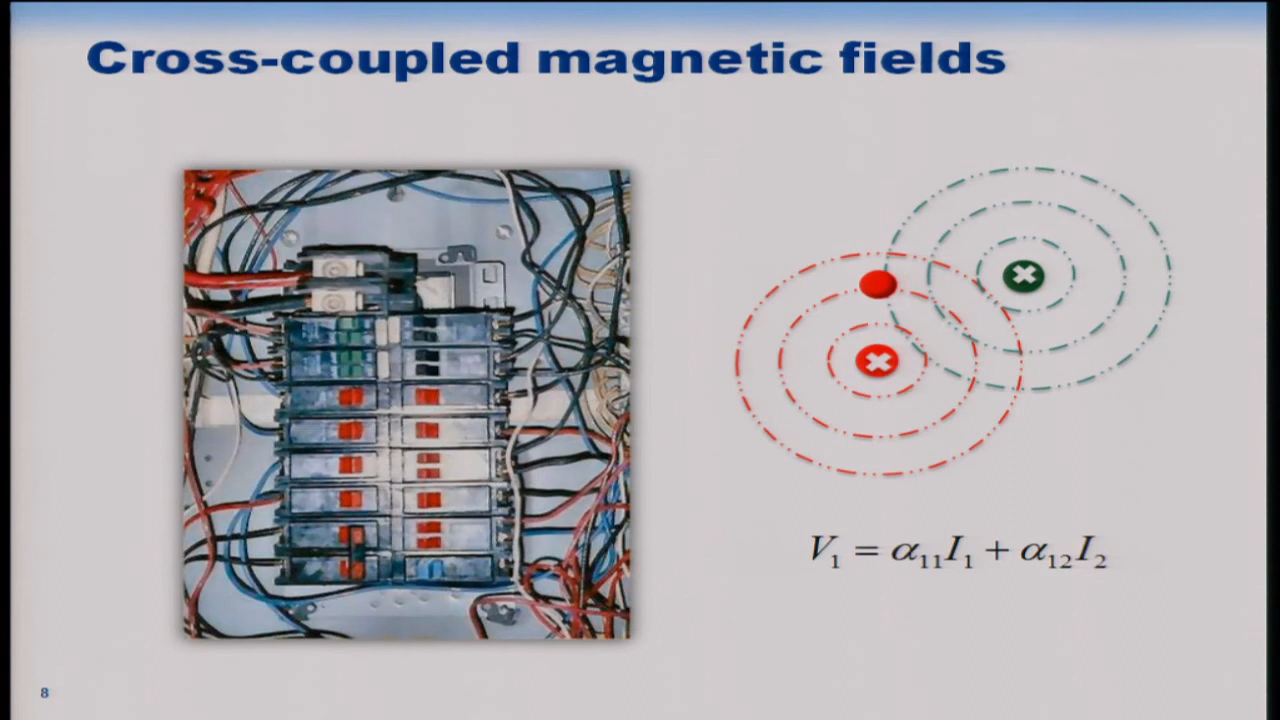 Cross-coupled magnetic fields
V₁ = α₁₁I₁ + α₁₂I₂
8